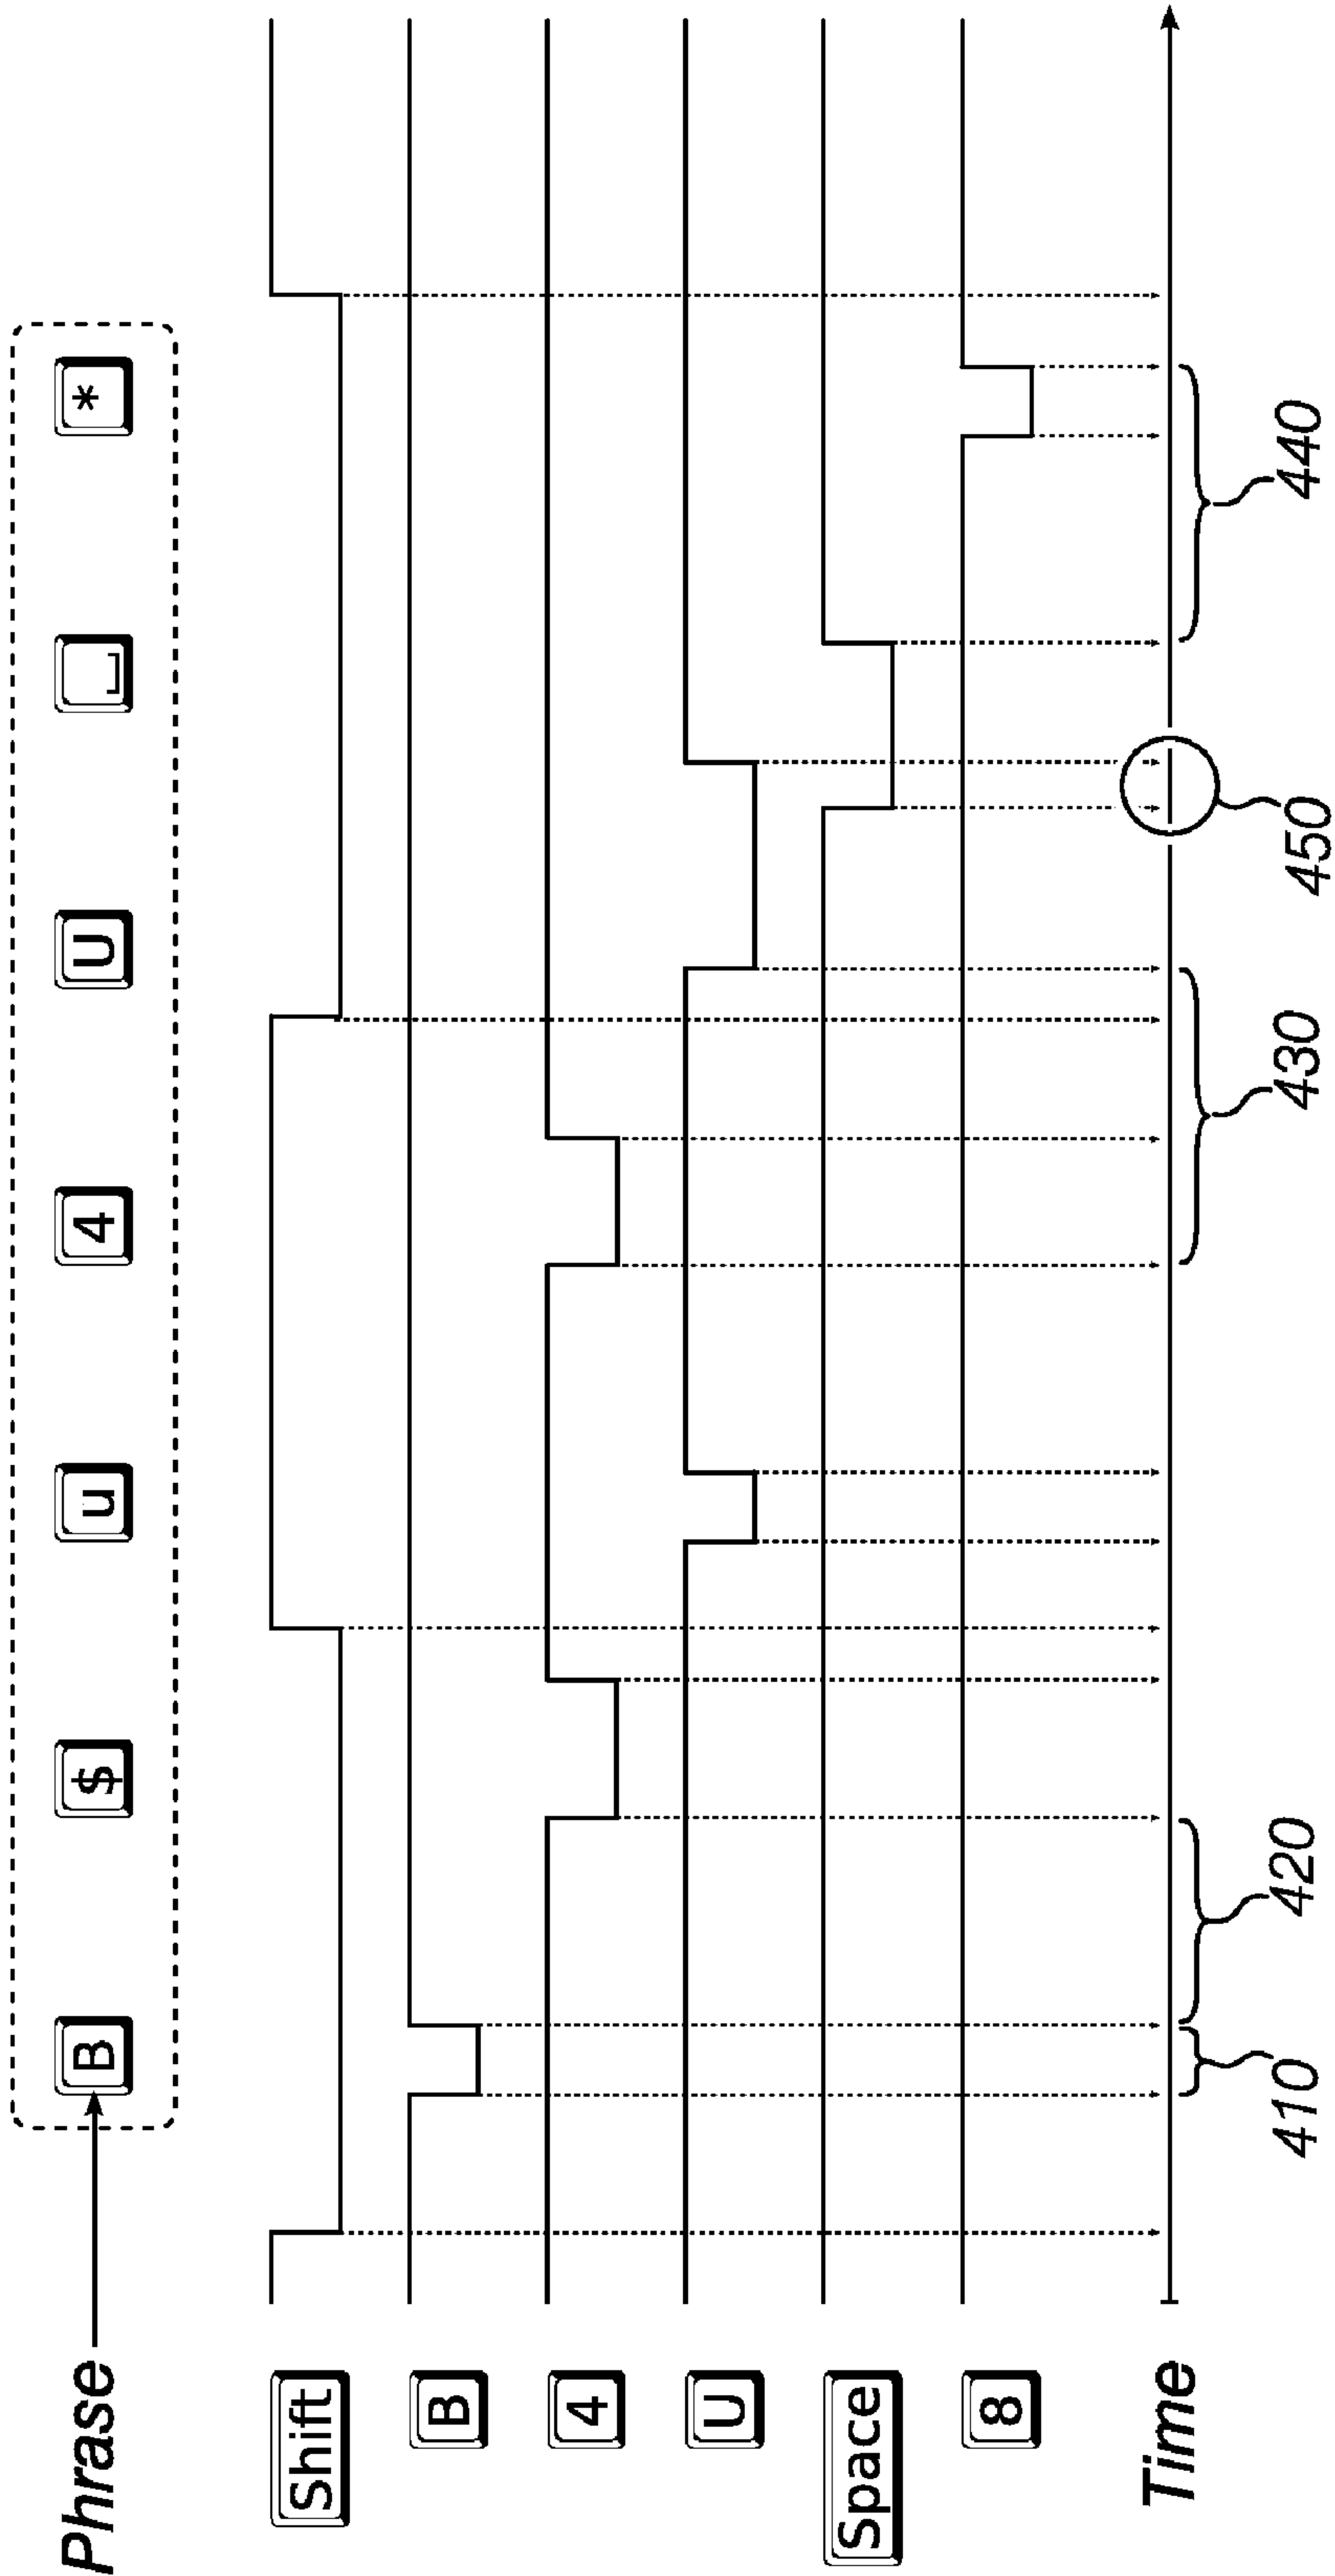 Phrase B $ u 4 U ⎵ *
Shift
B
4
U
Space
8
Time
410 420 430 450 440